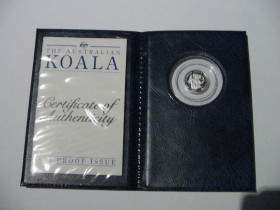 THE AUSTRALIAN
KOALA
Certificate of
Authenticity
PROOF ISSUE